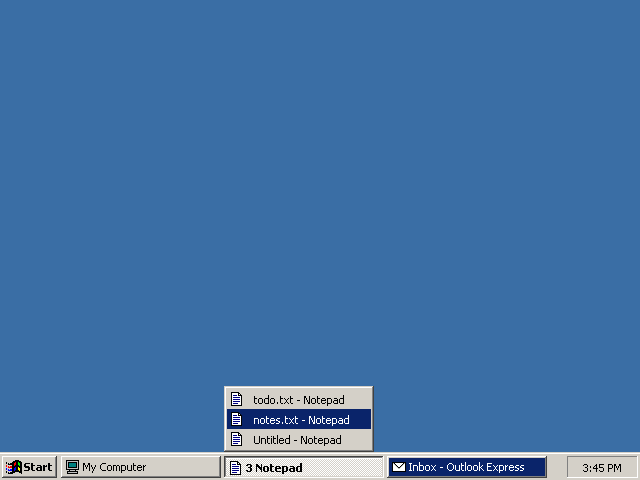 todo.txt - Notepad
notes.txt - Notepad
Untitled - Notepad
Start My Computer 3 Notepad Inbox - Outlook Express 3:45 PM